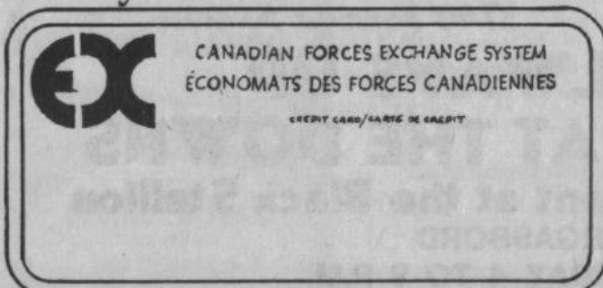 EX
CANADIAN FORCES EXCHANGE SYSTEM
ÉCONOMATS DES FORCES CANADIENNES
CREDIT CARD/CARTE DE CREDIT